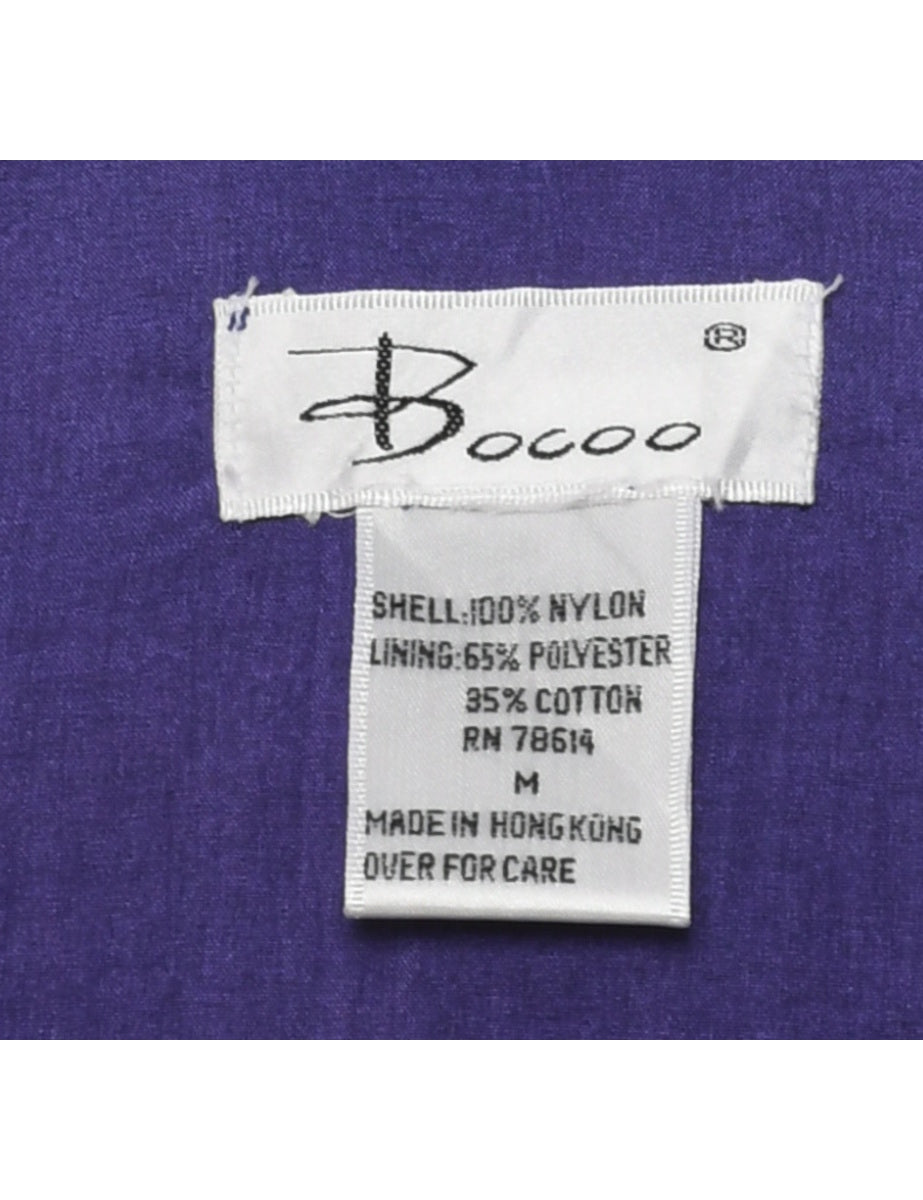 Bocoo ®
SHELL:100% NYLON
LINING:65% POLYESTER
35% COTTON
RN 78614
M
MADE IN HONG KONG
OVER FOR CARE